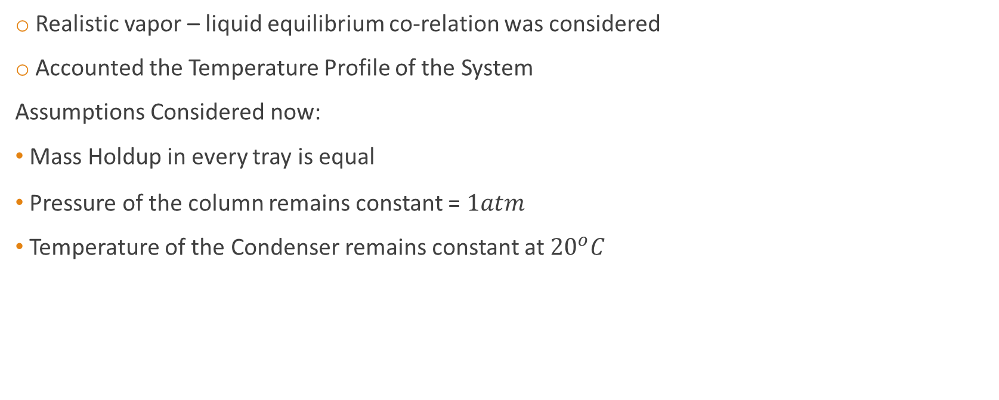 ○ Realistic vapor – liquid equilibrium co-relation was considered
○ Accounted the Temperature Profile of the System
Assumptions Considered now:
• Mass Holdup in every tray is equal
• Pressure of the column remains constant = 1atm
• Temperature of the Condenser remains constant at 20°C